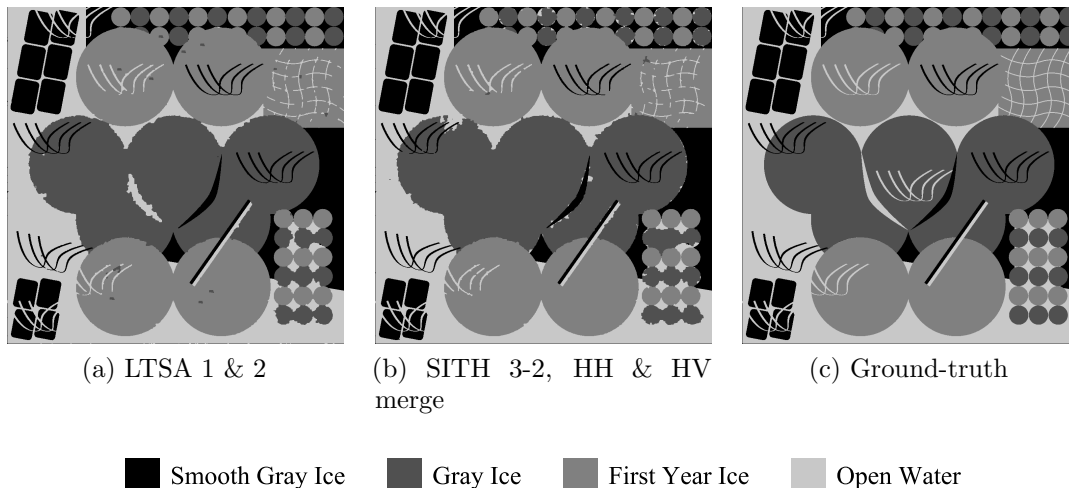 (a) LTSA 1 & 2
(b) SITH 3-2, HH & HV
merge
(c) Ground-truth
Smooth Gray Ice
Gray Ice
First Year Ice
Open Water